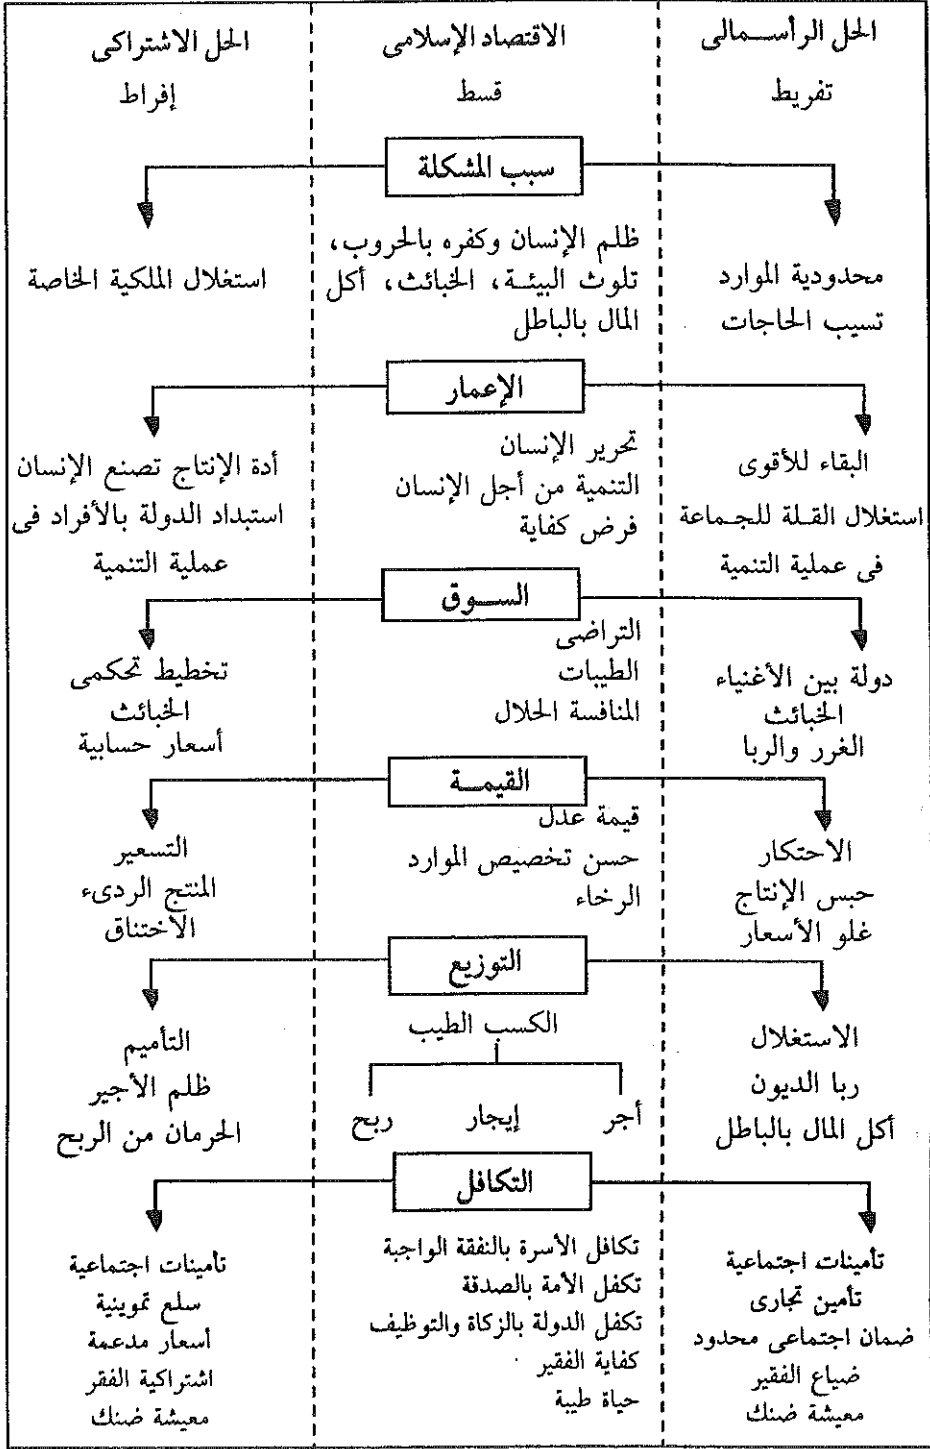 الحل الرأســمالى
تفريط
الاقتصاد الإسلامى
قسط
الحل الاشتراكى
إفراط
سبب المشكلة
محدودية الموارد
تسيب الحاجات
ظلم الإنسان وكفره بالحروب،
تلوث البيئــة، الخبائث، أكل
المال بالباطل
استغلال الملكية الخاصة
الإعمار
البقاء للأقوى
استغلال القـلة للجـماعة
فى عملية التنمية
تحرير الإنسان
التنمية من أجل الإنسان
فرض كفاية
أدة الإنتاج تصنع الإنسان
استبداد الدولة بالأفراد فى
عملية التنمية
الســـوق
دولة بين الأغنياء
الخبائث
الغرر والربا
التراضى
الطيبات
المنافسة الحلال
تخطيط تحكمى
الخبائث
أسعار حسابية
القيمــة
الاحتكار
حبس الإنتاج
غلو الأسعار
قيمة عدل
حسن تخصيص الموارد
الرخاء
التسعير
المنتج الردىء
الاختناق
التوزيع
الاستغلال
ربا الديون
أكل المال بالباطل
الكسب الطيب
أجر إيجار ربح
التأميم
ظلم الأجير
الحرمان من الربح
التكافل
تأمينات اجتماعية
تأمين تجارى
ضمان اجتماعى محدود
ضياع الفقير
معيشة ضنك
تكافل الأسرة بالنفقة الواجبة
تكفل الأمة بالصدقة
تكفل الدولة بالزكاة والتوظيف
كفاية الفقير
حياة طيبة
تأمينات اجتماعية
سلع تموينية
أسعار مدعمة
اشتراكية الفقر
معيشة ضنك